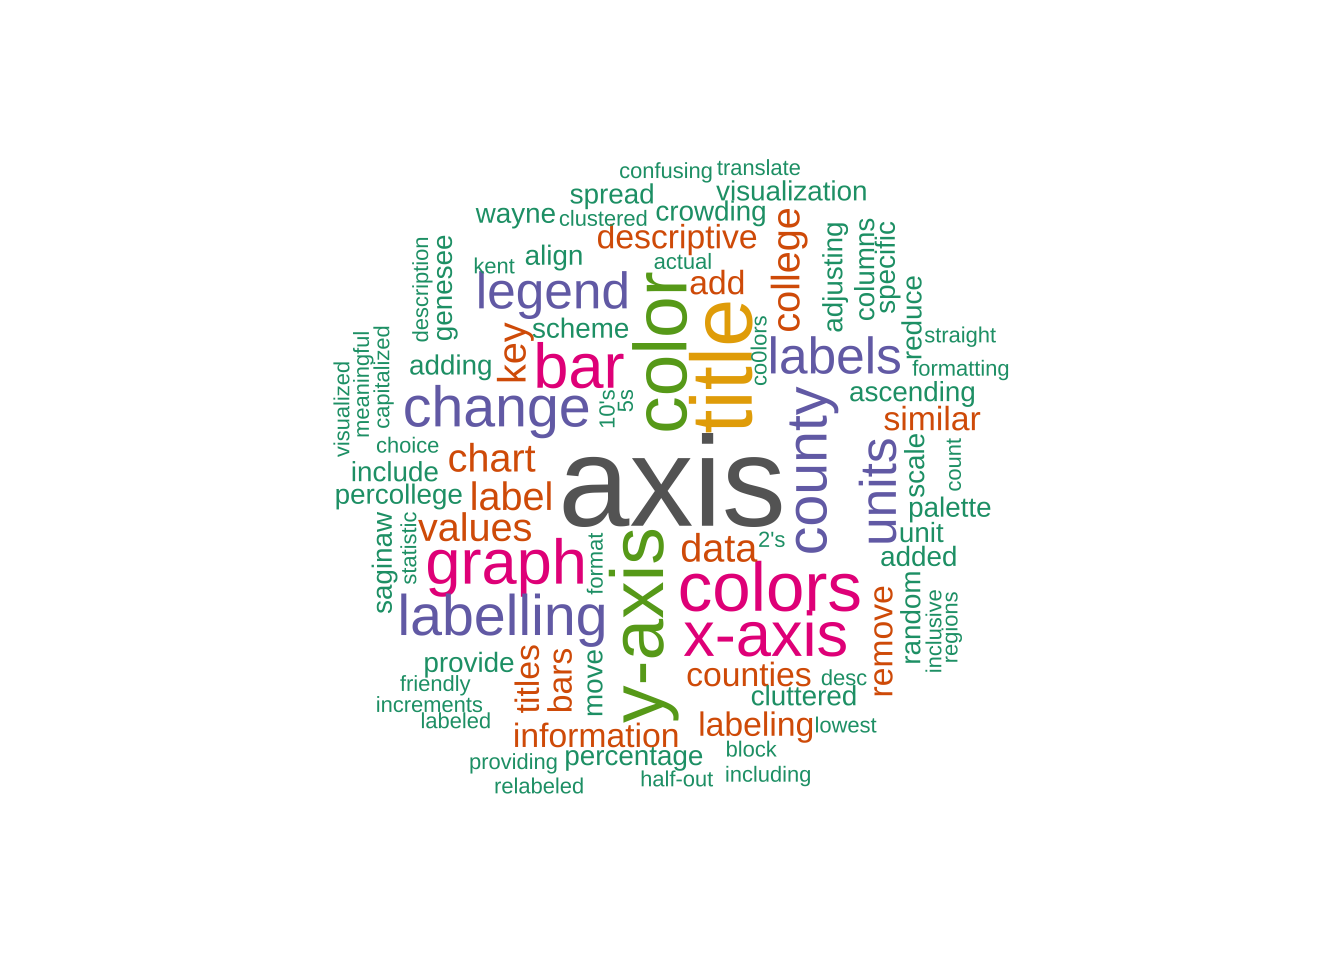 confusing
translate
spread
visualization
wayne
clustered
crowding
descriptive
college
adjusting
columns
specific
description
genesee
kent
align
actual
add
legend
color
title
reduce
straight
key
scheme
bar
coolors
labels
formatting
visualized
meaningful
capitalized
adding
change
10's
5s
county
ascending
similar
choice
chart
axis
units
scale
count
include
percollege
label
palette
saginaw
statistic
values
graph
format
y-axis
data
2's
unit
added
labelling
colors
x-axis
remove
random
inclusive
regions
provide
titles
bars
move
counties
desc
cluttered
friendly
increments
labeled
information
labeling
lowest
providing
percentage
block
relabeled
half-out
including